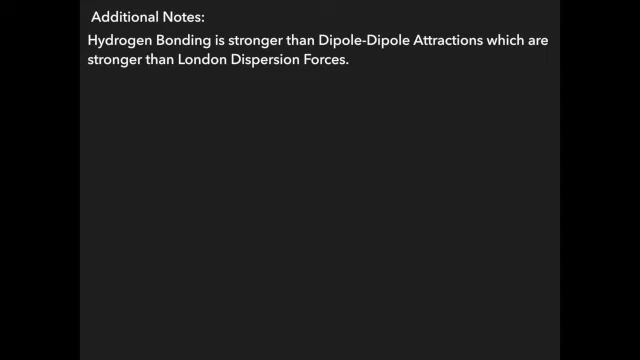 Additional Notes:
Hydrogen Bonding is stronger than Dipole-Dipole Attractions which are
stronger than London Dispersion Forces.